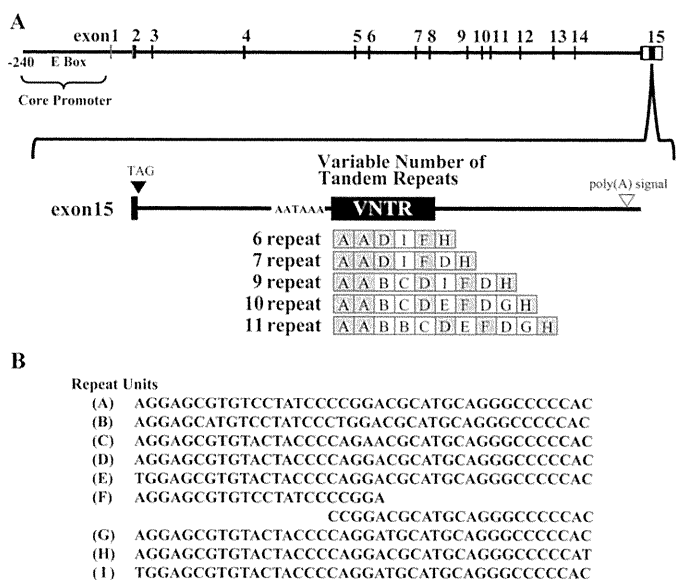 A
exon1 2 3 4 5 6 7 8 9 10 11 12 13 14 15
-240 E Box
Core Promoter
Variable Number of
Tandem Repeats
TAG
poly(A) signal
exon15
AATAAA
VNTR
6 repeat A A D I F H
7 repeat A A D I F D H
9 repeat A A B C D I F D H
10 repeat A A B C D E F D G H
11 repeat A A B B C D E F D G H
B
Repeat Units
(A) AGGAGCGTGTCCTATCCCCGGACGCATGCAGGGCCCCCAC
(B) AGGAGCATGTCCTATCCCTGGACGCATGCAGGGCCCCCAC
(C) AGGAGCGTGTACTACCCCAGAACGCATGCAGGGCCCCCAC
(D) AGGAGCGTGTACTACCCCAGGACGCATGCAGGGCCCCCAC
(E) TGGAGCGTGTACTACCCCAGGACGCATGCAGGGCCCCCAC
(F) AGGAGCGTGTCCTATCCCCGGA
CCGGACGCATGCAGGGCCCCCAC
(G) AGGAGCGTGTACTACCCCAGGATGCATGCAGGGCCCCCAC
(H) AGGAGCGTGTACTACCCCAGGACGCATGCAGGGCCCCCAT
(I) TGGAGCGTGTACTACCCCAGGATGCATGCAGGGCCCCCAC